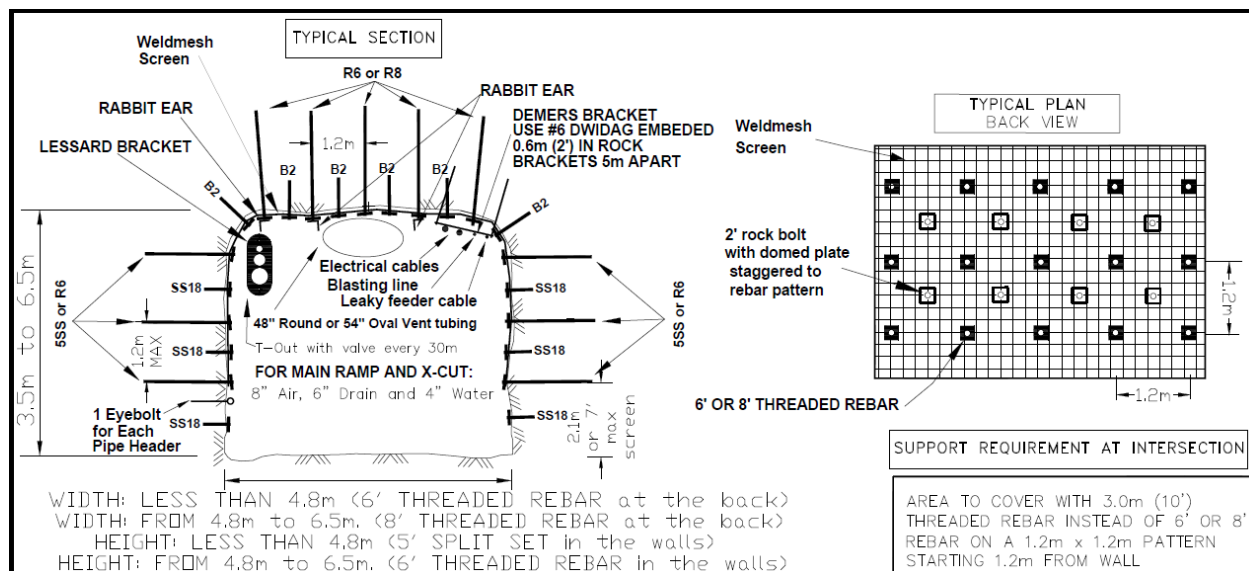 TYPICAL SECTION
Weldmesh
Screen
R6 or R8
RABBIT EAR
RABBIT EAR
LESSARD BRACKET
DEMERS BRACKET
USE #6 DWIDAG EMBEDED
0.6m (2') IN ROCK
BRACKETS 5m APART
1.2m
B2
B2
B2
B2
B2
B2
3.5m to 6.5m
5SS or R6
1.2m
MAX
SS18
SS18
SS18
SS18
SS18
SS18
5SS or R6
Electrical cables
Blasting line
Leaky feeder cable
48" Round or 54" Oval Vent tubing
T-Out with valve every 30m
FOR MAIN RAMP AND X-CUT:
8" Air, 6" Drain and 4" Water
1 Eyebolt
for Each
Pipe Header
2.1m
or 7'
max
screen
WIDTH: LESS THAN 4.8m (6' THREADED REBAR at the back)
WIDTH: FROM 4.8m to 6.5m. (8' THREADED REBAR at the back)
HEIGHT: LESS THAN 4.8m (5' SPLIT SET in the walls)
HEIGHT: FROM 4.8m to 6.5m. (6' THREADED REBAR in the walls)
TYPICAL PLAN
BACK VIEW
Weldmesh
Screen
2' rock bolt
with domed plate
staggered to
rebar pattern
1.2m
6' OR 8' THREADED REBAR
1.2m
SUPPORT REQUIREMENT AT INTERSECTION
AREA TO COVER WITH 3.0m (10')
THREADED REBAR INSTEAD OF 6' OR 8'
REBAR ON A 1.2m x 1.2m PATTERN
STARTING 1.2m FROM WALL